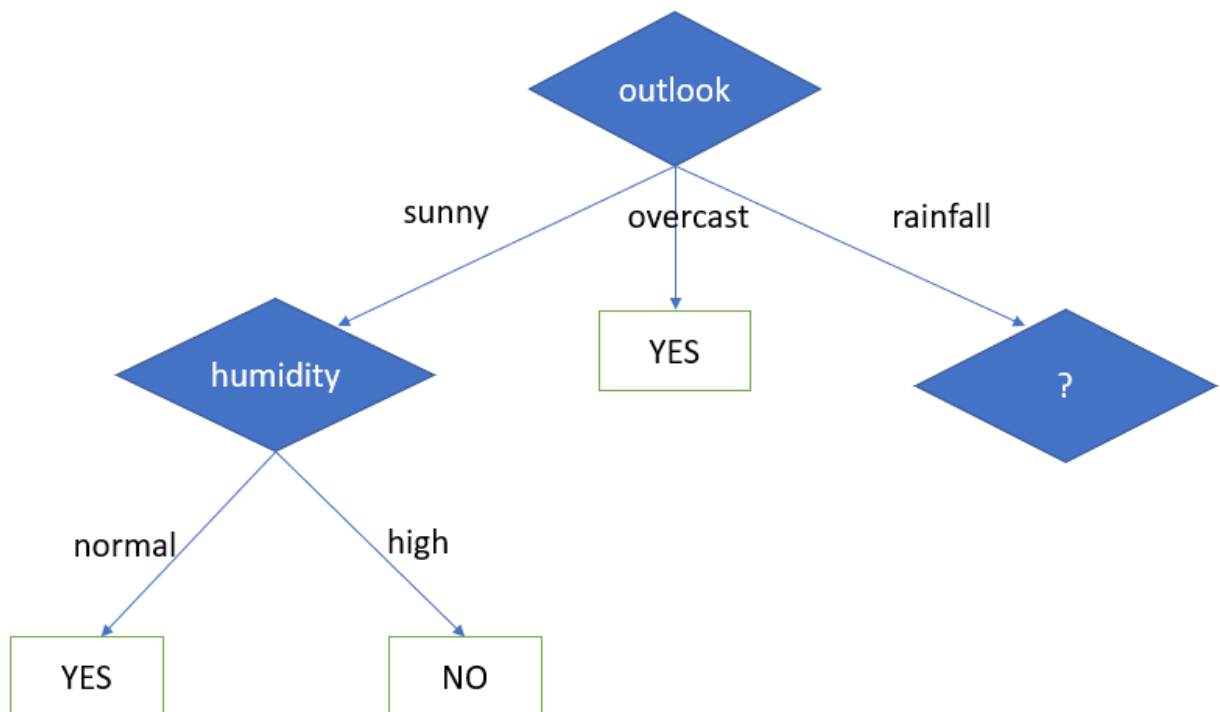 outlook
sunny
overcast
rainfall
humidity
YES
?
normal
high
YES
NO